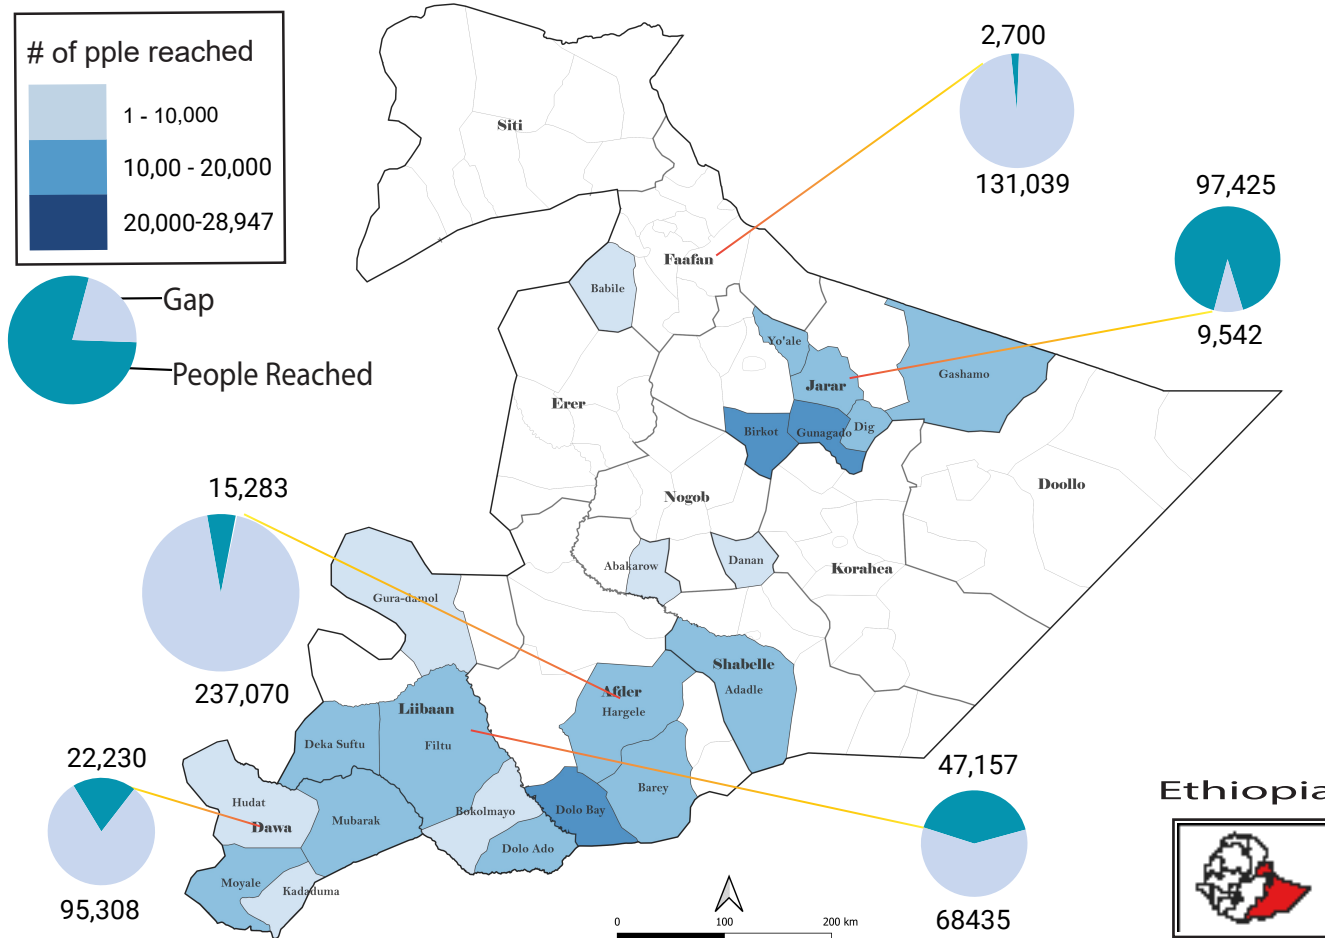 # of pple reached
1 - 10,000
10,00 - 20,000
20,000-28,947
Gap
People Reached
2,700
131,039
97,425
9,542
15,283
237,070
22,230
95,308
47,157
68435
Siti
Faafan
Babile
Yo'ale
Jarar
Gashamo
Erer
Birkot
Gunagado
Dig
Nogob
Doollo
Abakarow
Danan
Korahea
Gura-damol
Shabelle
Adadle
Afder
Hargele
Liibaan
Deka Suftu
Filtu
Barey
Hudat
Dawa
Mubarak
Bokolmayo
Dolo Bay
Dolo Ado
Moyale
Kadaduma
0 100 200 km
Ethiopia